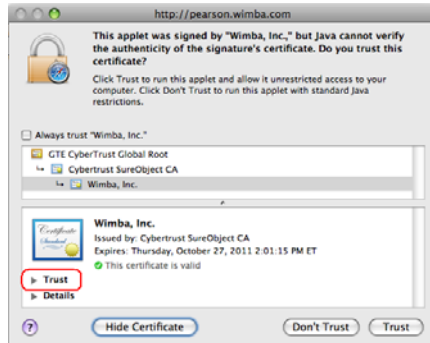 http://pearson.wimba.com
This applet was signed by "Wimba, Inc.," but Java cannot verify
the authenticity of the signature's certificate. Do you trust this
certificate?
Click Trust to run this applet and allow it unrestricted access to your
computer. Click Don't Trust to run this applet with standard Java
restrictions.
Always trust "Wimba, Inc."
GTE CyberTrust Global Root
Cybertrust SureObject CA
Wimba, Inc.
Certificate
Standard
Wimba, Inc.
Issued by: Cybertrust SureObject CA
Expires: Thursday, October 27, 2011 2:01:15 PM ET
This certificate is valid
Trust
Details
? Hide Certificate Don't Trust Trust